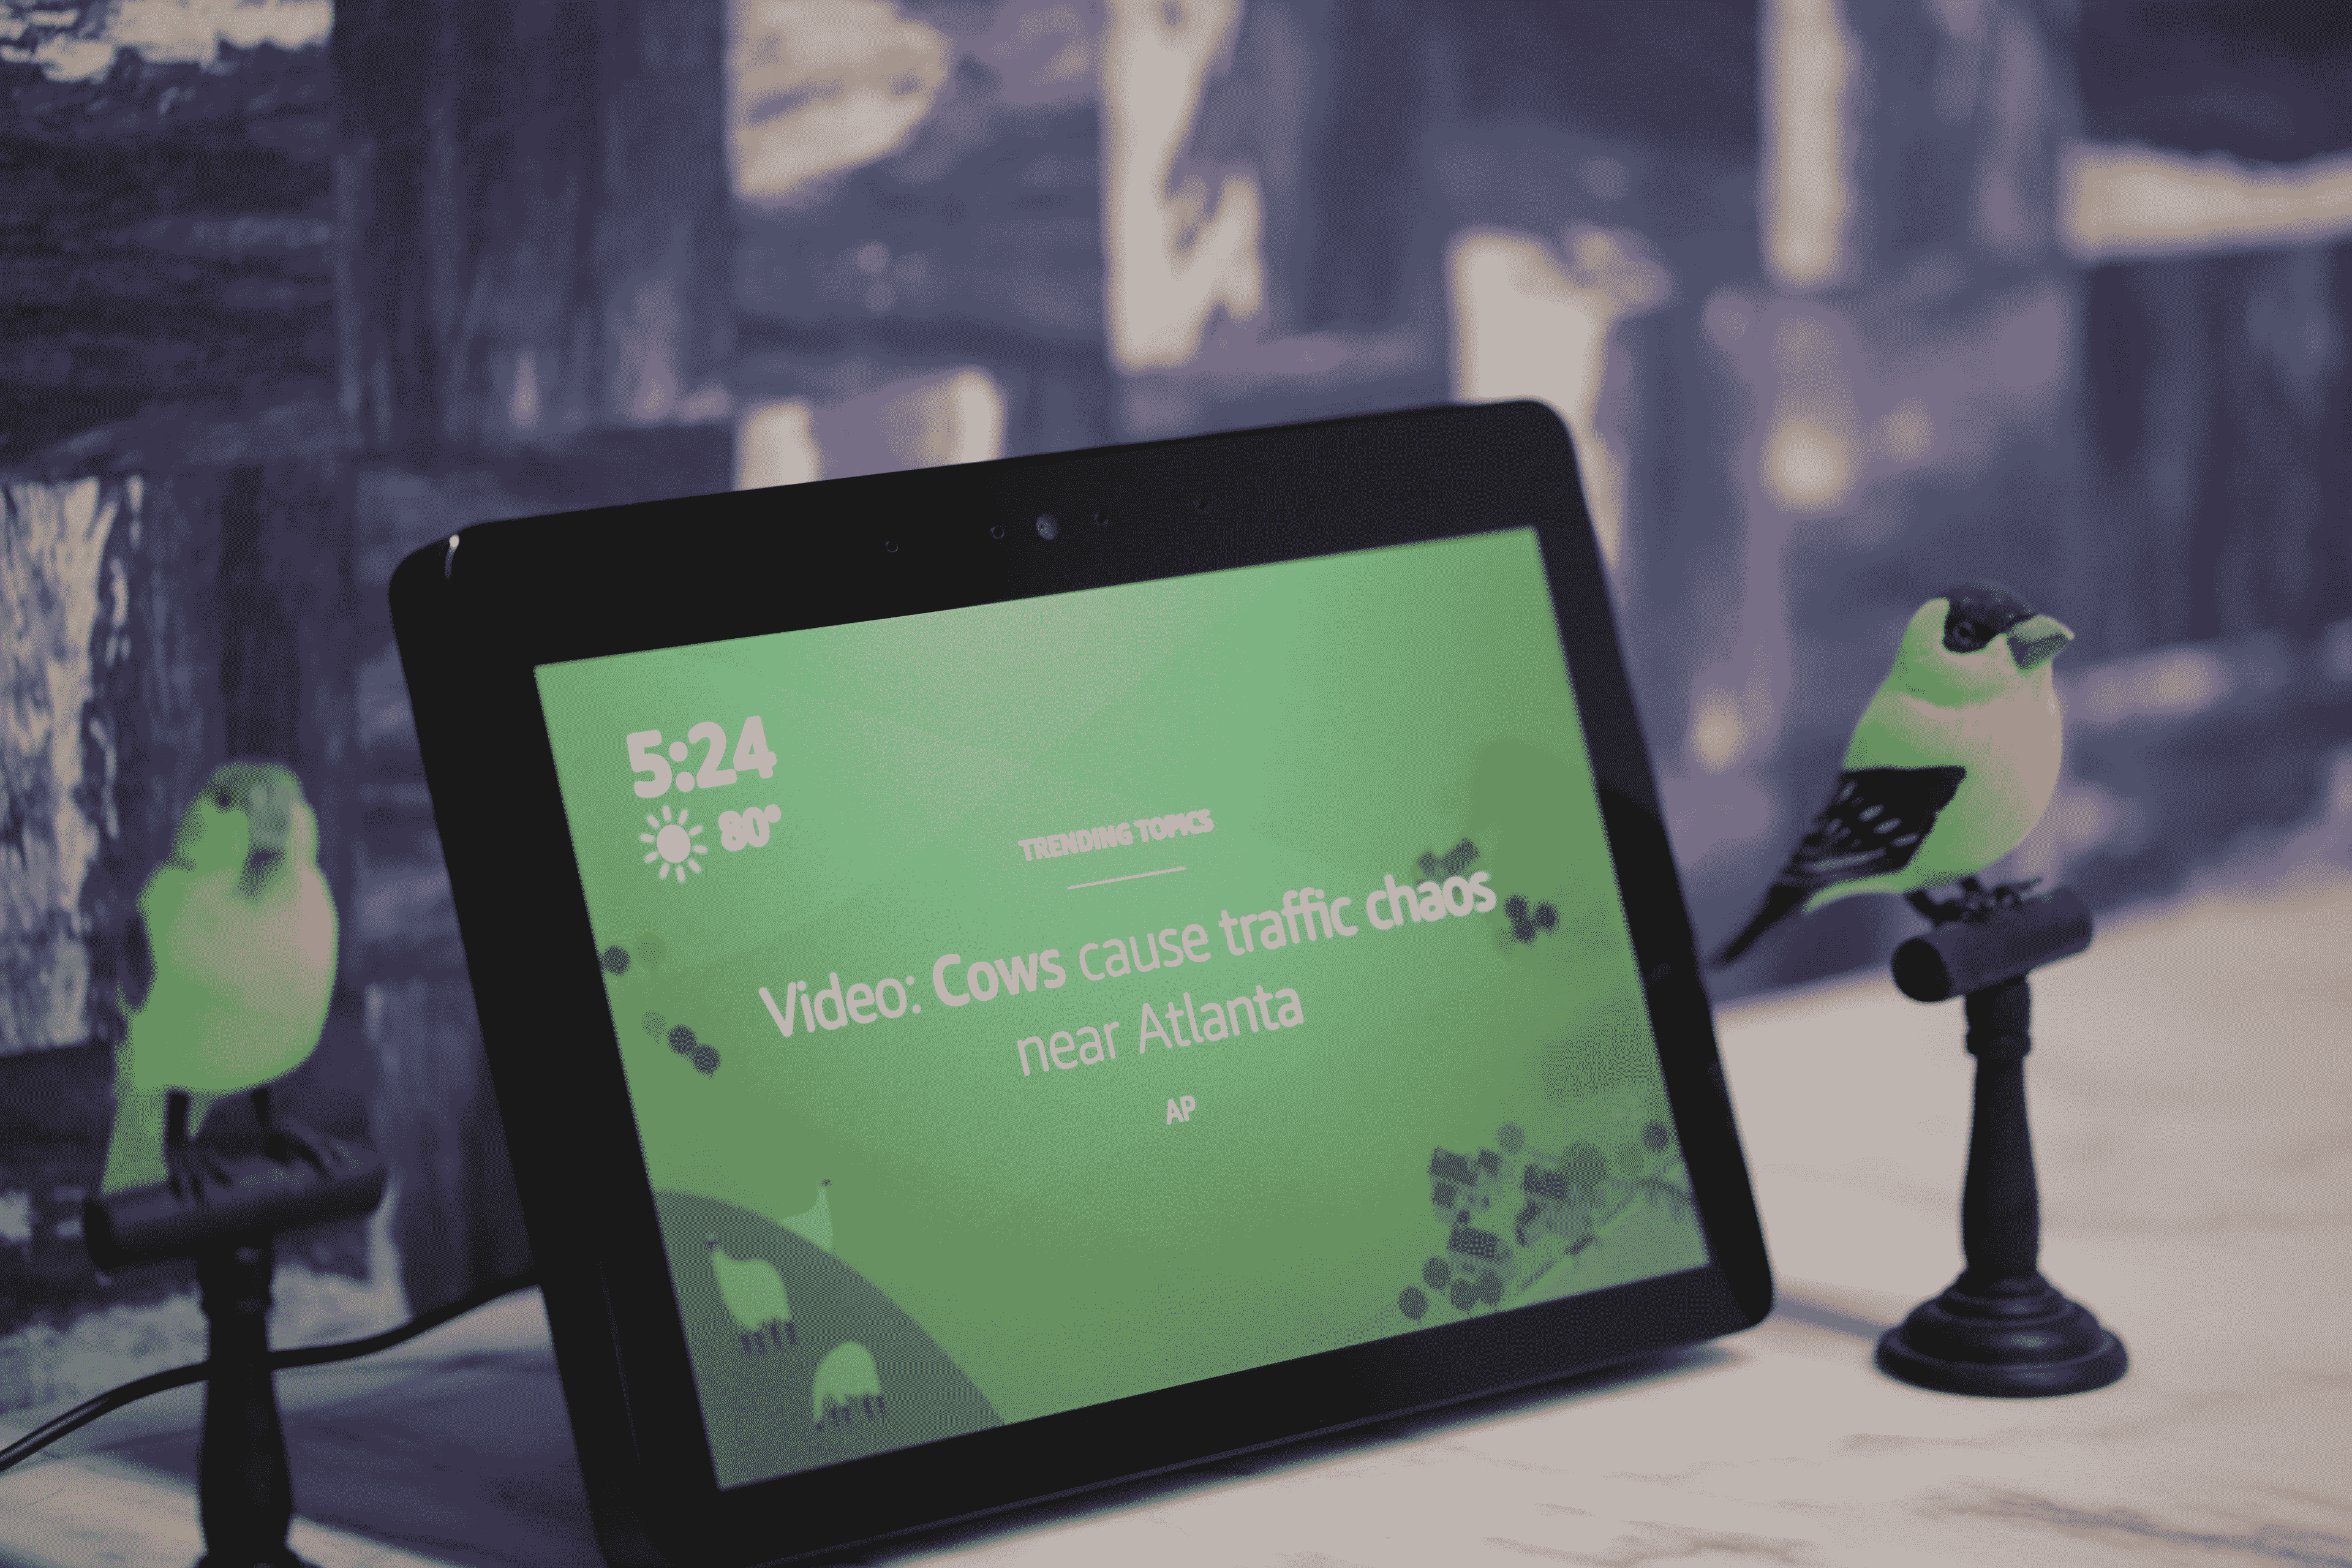 5:24
80°
TRENDING TOPICS
Video: Cows cause traffic chaos
near Atlanta
AP